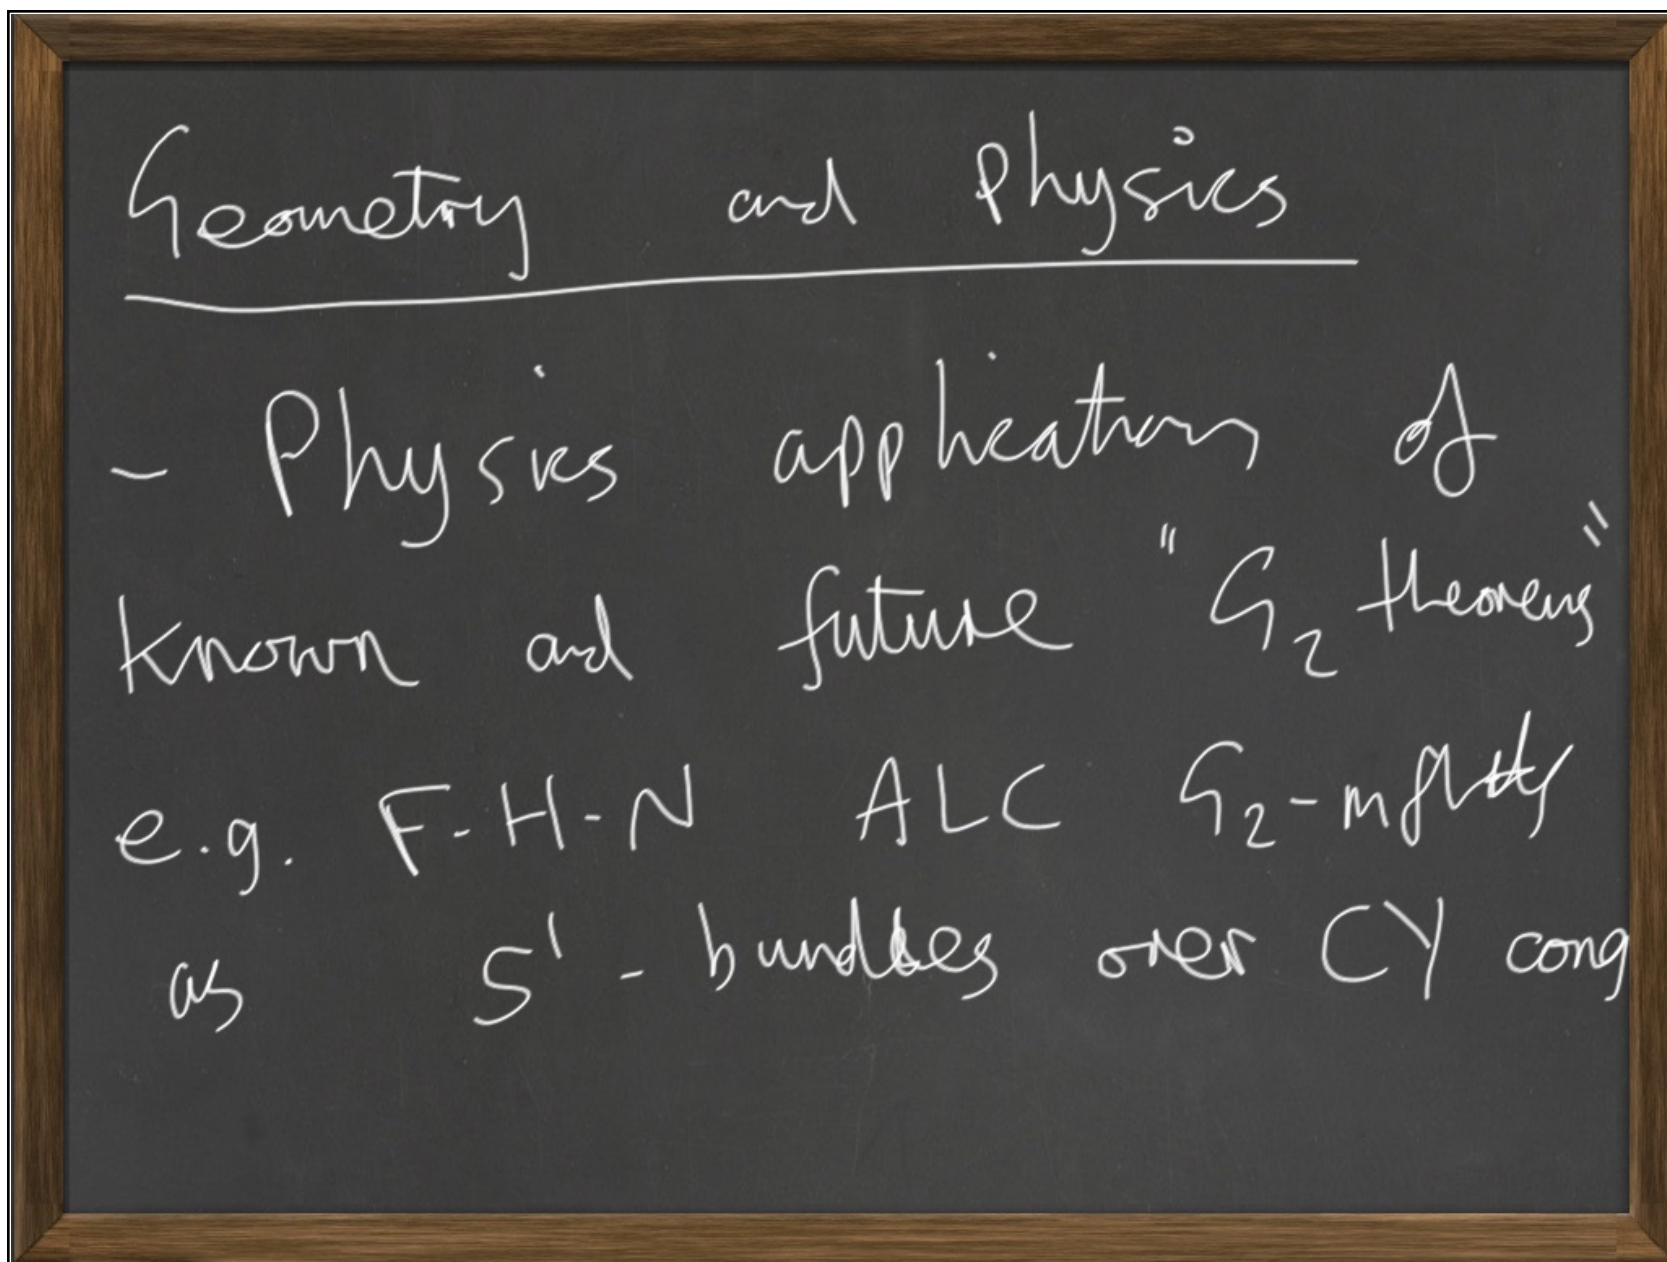 Geometry and Physics
- Physics applications of
known and future "G₂ theorems"
e.g. F-H-N ALC G₂-mflds
as S¹-bundles over CY cones